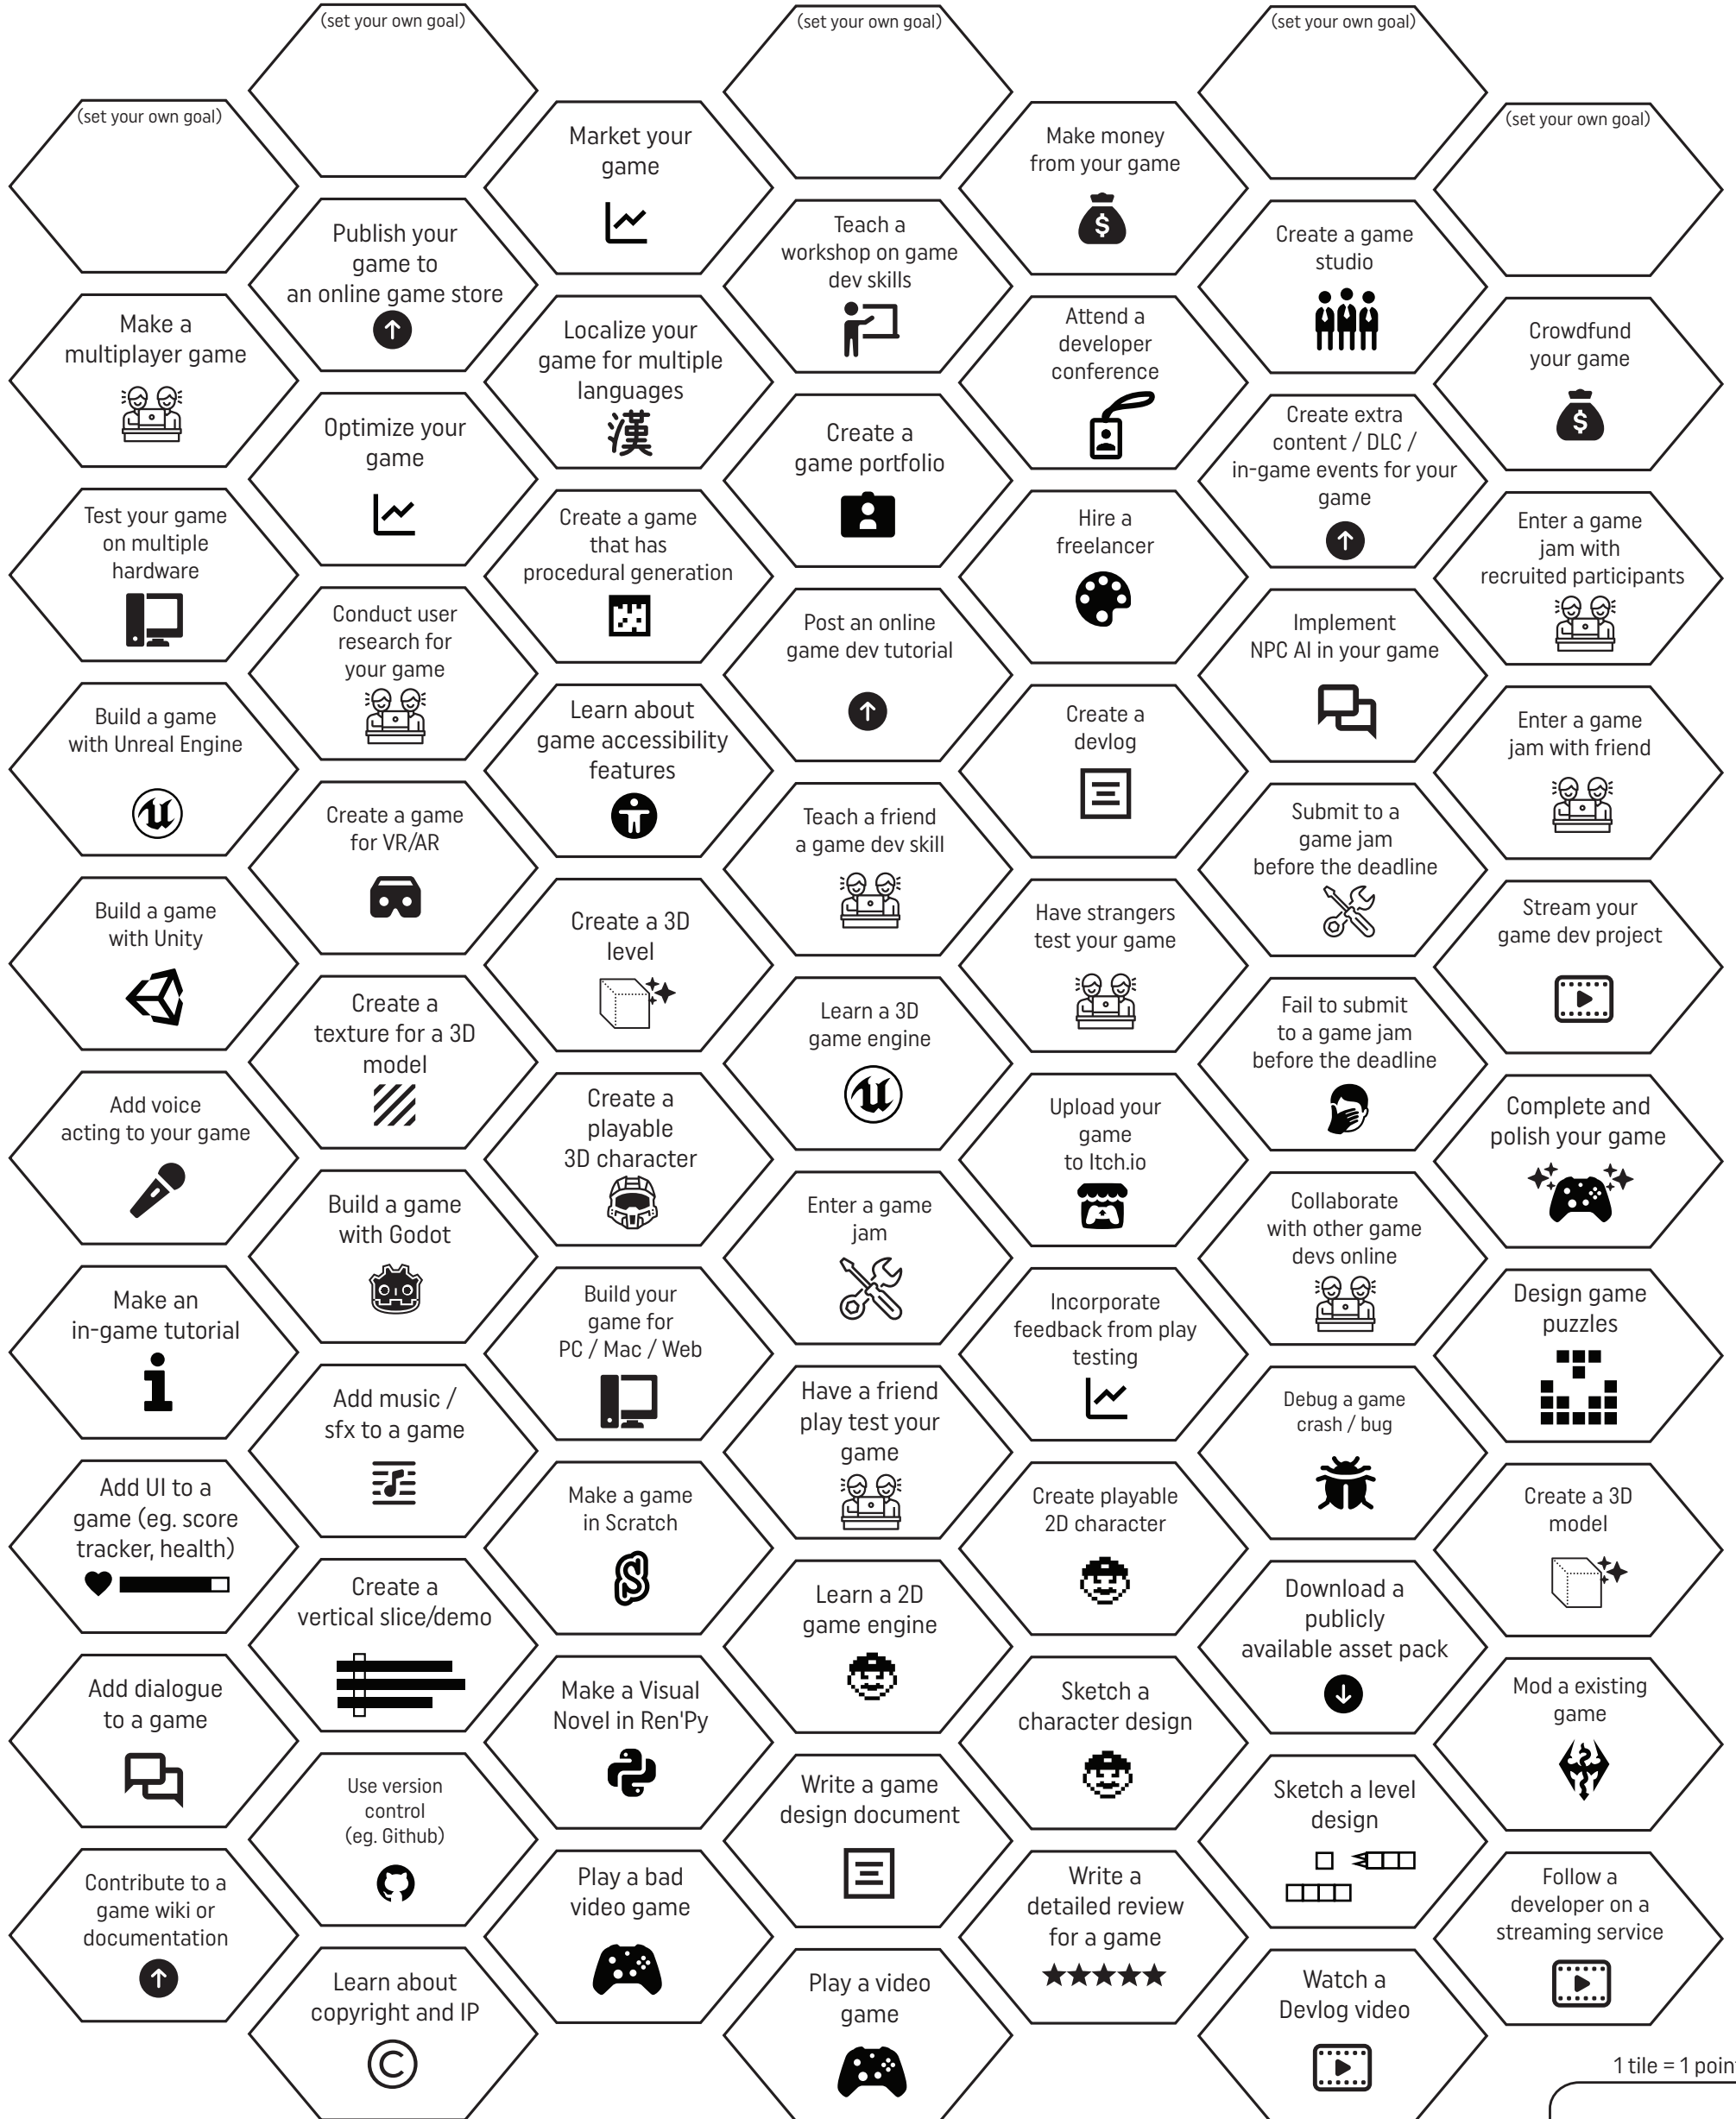 (set your own goal)
(set your own goal)
(set your own goal)
(set your own goal)
Market your
game
Make money
from your game
(set your own goal)
Publish your
game to
an online game store
Teach a
workshop on game
dev skills
Create a game
studio
Make a
multiplayer game
Localize your
game for multiple
languages
漢
Attend a
developer
conference
Crowdfund
your game
Optimize your
game
Create a
game portfolio
Create extra
content / DLC /
in-game events for your
game
Test your game
on multiple
hardware
Create a game
that has
procedural generation
Hire a
freelancer
Enter a game
jam with
recruited participants
Conduct user
research for
your game
Post an online
game dev tutorial
Implement
NPC AI in your game
Build a game
with Unreal Engine
Learn about
game accessibility
features
Create a
devlog
Enter a game
jam with friend
Create a game
for VR/AR
Teach a friend
a game dev skill
Submit to a
game jam
before the deadline
Build a game
with Unity
Create a 3D
level
Have strangers
test your game
Stream your
game dev project
Create a
texture for a 3D
model
Learn a 3D
game engine
Fail to submit
to a game jam
before the deadline
Add voice
acting to your game
Create a
playable
3D character
Upload your
game
to Itch.io
Complete and
polish your game
Build a game
with Godot
Enter a game
jam
Collaborate
with other game
devs online
Make an
in-game tutorial
Build your
game for
PC / Mac / Web
Incorporate
feedback from play
testing
Design game
puzzles
Add music /
sfx to a game
Have a friend
play test your
game
Debug a game
crash / bug
Add UI to a
game (eg. score
tracker, health)
Make a game
in Scratch
Create playable
2D character
Create a 3D
model
Create a
vertical slice/demo
Learn a 2D
game engine
Download a
publicly
available asset pack
Add dialogue
to a game
Make a Visual
Novel in Ren'Py
Sketch a
character design
Mod a existing
game
Use version
control
(eg. Github)
Write a game
design document
Sketch a level
design
Contribute to a
game wiki or
documentation
Play a bad
video game
Write a
detailed review
for a game
Follow a
developer on a
streaming service
Learn about
copyright and IP
Play a video
game
Watch a
Devlog video
1 tile = 1 poin